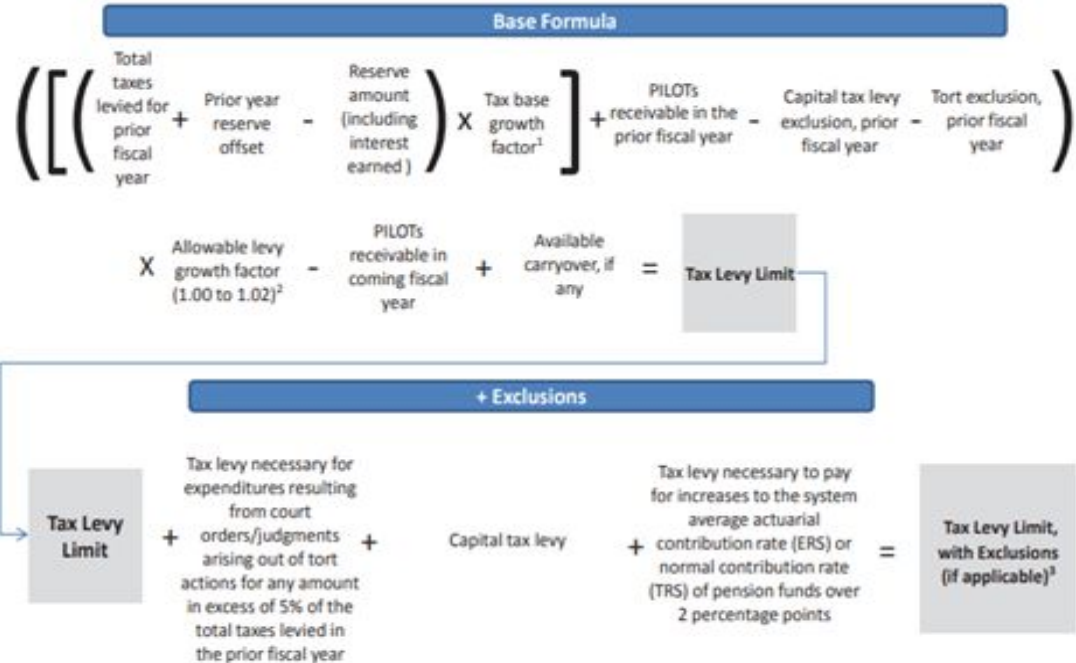 Base Formula
Total
taxes
levied for
prior
fiscal
year
+
Prior year
reserve
offset
-
Reserve
amount
(including
interest
earned )
X
Tax base
growth
factor¹
+
PILOTs
receivable in the
prior fiscal year
-
Capital tax levy
exclusion, prior
fiscal year
-
Tort exclusion,
prior fiscal
year
X
Allowable levy
growth factor
(1.00 to 1.02)²
-
PILOTs
receivable in
coming fiscal
year
+
Available
carryover, if
any
=
Tax Levy Limit
+ Exclusions
Tax Levy
Limit
+
Tax levy necessary for
expenditures resulting
from court
orders/judgments
arising out of tort
actions for any amount
in excess of 5% of the
total taxes levied in
the prior fiscal year
+
Capital tax levy
+
Tax levy necessary to pay
for increases to the system
average actuarial
contribution rate (ERS) or
normal contribution rate
(TRS) of pension funds over
2 percentage points
=
Tax Levy Limit,
with Exclusions
(if applicable)³